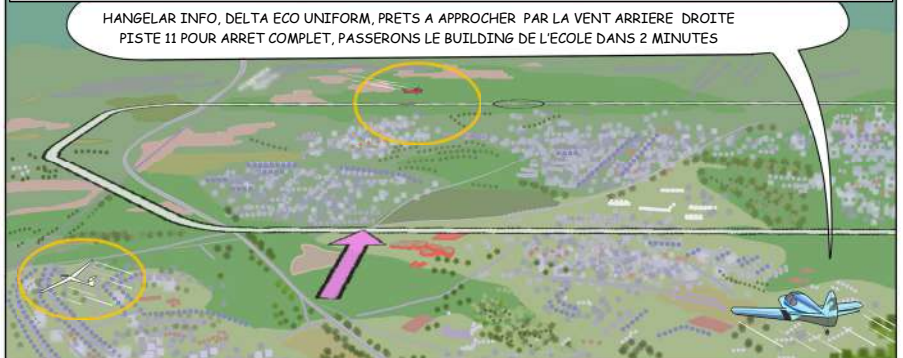 HANGELAR INFO, DELTA ECO UNIFORM, PRETS A APPROCHER PAR LA VENT ARRIERE DROITE
PISTE 11 POUR ARRET COMPLET, PASSERONS LE BUILDING DE L'ECOLE DANS 2 MINUTES